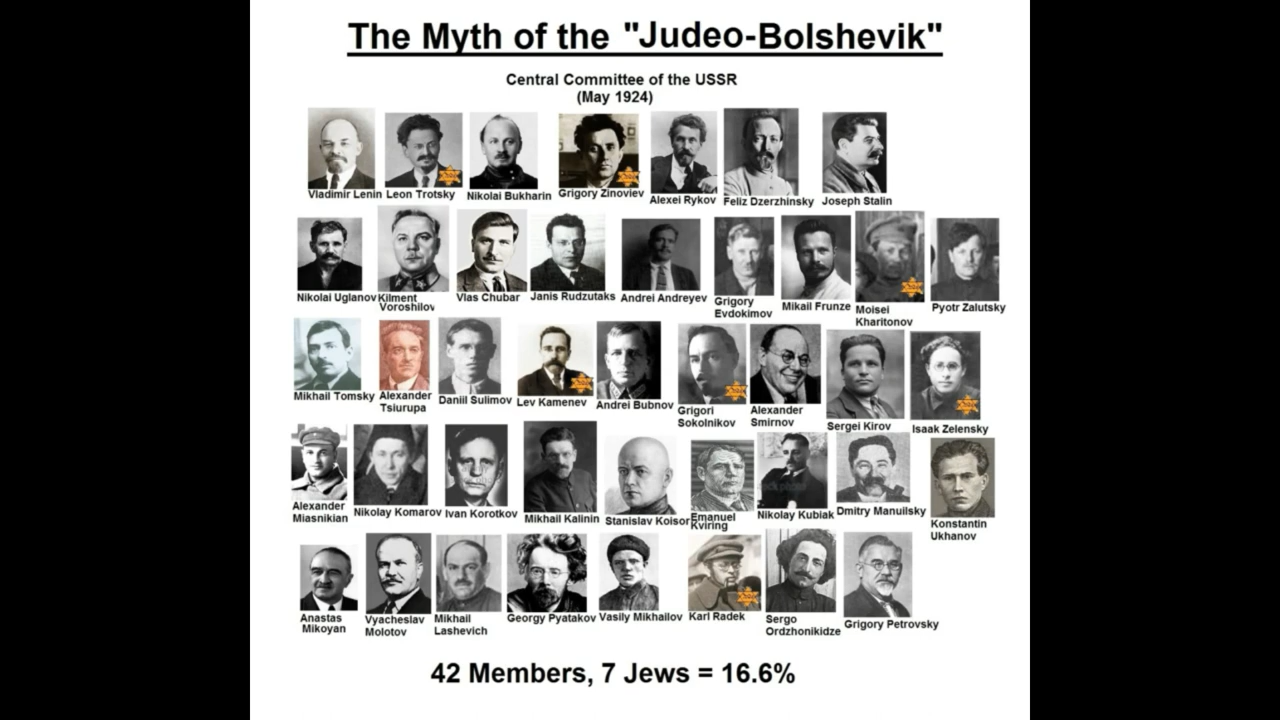 The Myth of the "Judeo-Bolshevik"
Central Committee of the USSR
(May 1924)
Vladimir Lenin
Leon Trotsky
Nikolai Bukharin
Grigory Zinoviev
Alexei Rykov
Feliz Dzerzhinsky
Joseph Stalin
Nikolai Uglanov
Kliment
Voroshilov
Vlas Chubar
Janis Rudzutaks
Andrei Andreyev
Grigory
Evdokimov
Mikail Frunze
Moisei
Kharitonov
Pyotr Zalutsky
Mikhail Tomsky
Alexander
Tsiurupa
Daniil Sulimov
Lev Kamenev
Andrei Bubnov
Grigori
Sokolnikov
Alexander
Smirnov
Sergei Kirov
Isaak Zelensky
Alexander
Miasnikian
Nikolay Komarov
Ivan Korotkov
Mikhail Kalinin
Stanislav Koisor
Emanuel
Kviring
Nikolay Kubiak
Dmitry Manuilsky
Konstantin
Ukhanov
Anastas
Mikoyan
Vyacheslav
Molotov
Mikhail
Lashevich
Georgy Pyatakov
Vasily Mikhailov
Karl Radek
Sergo
Ordzhonikidze
Grigory Petrovsky
42 Members, 7 Jews = 16.6%